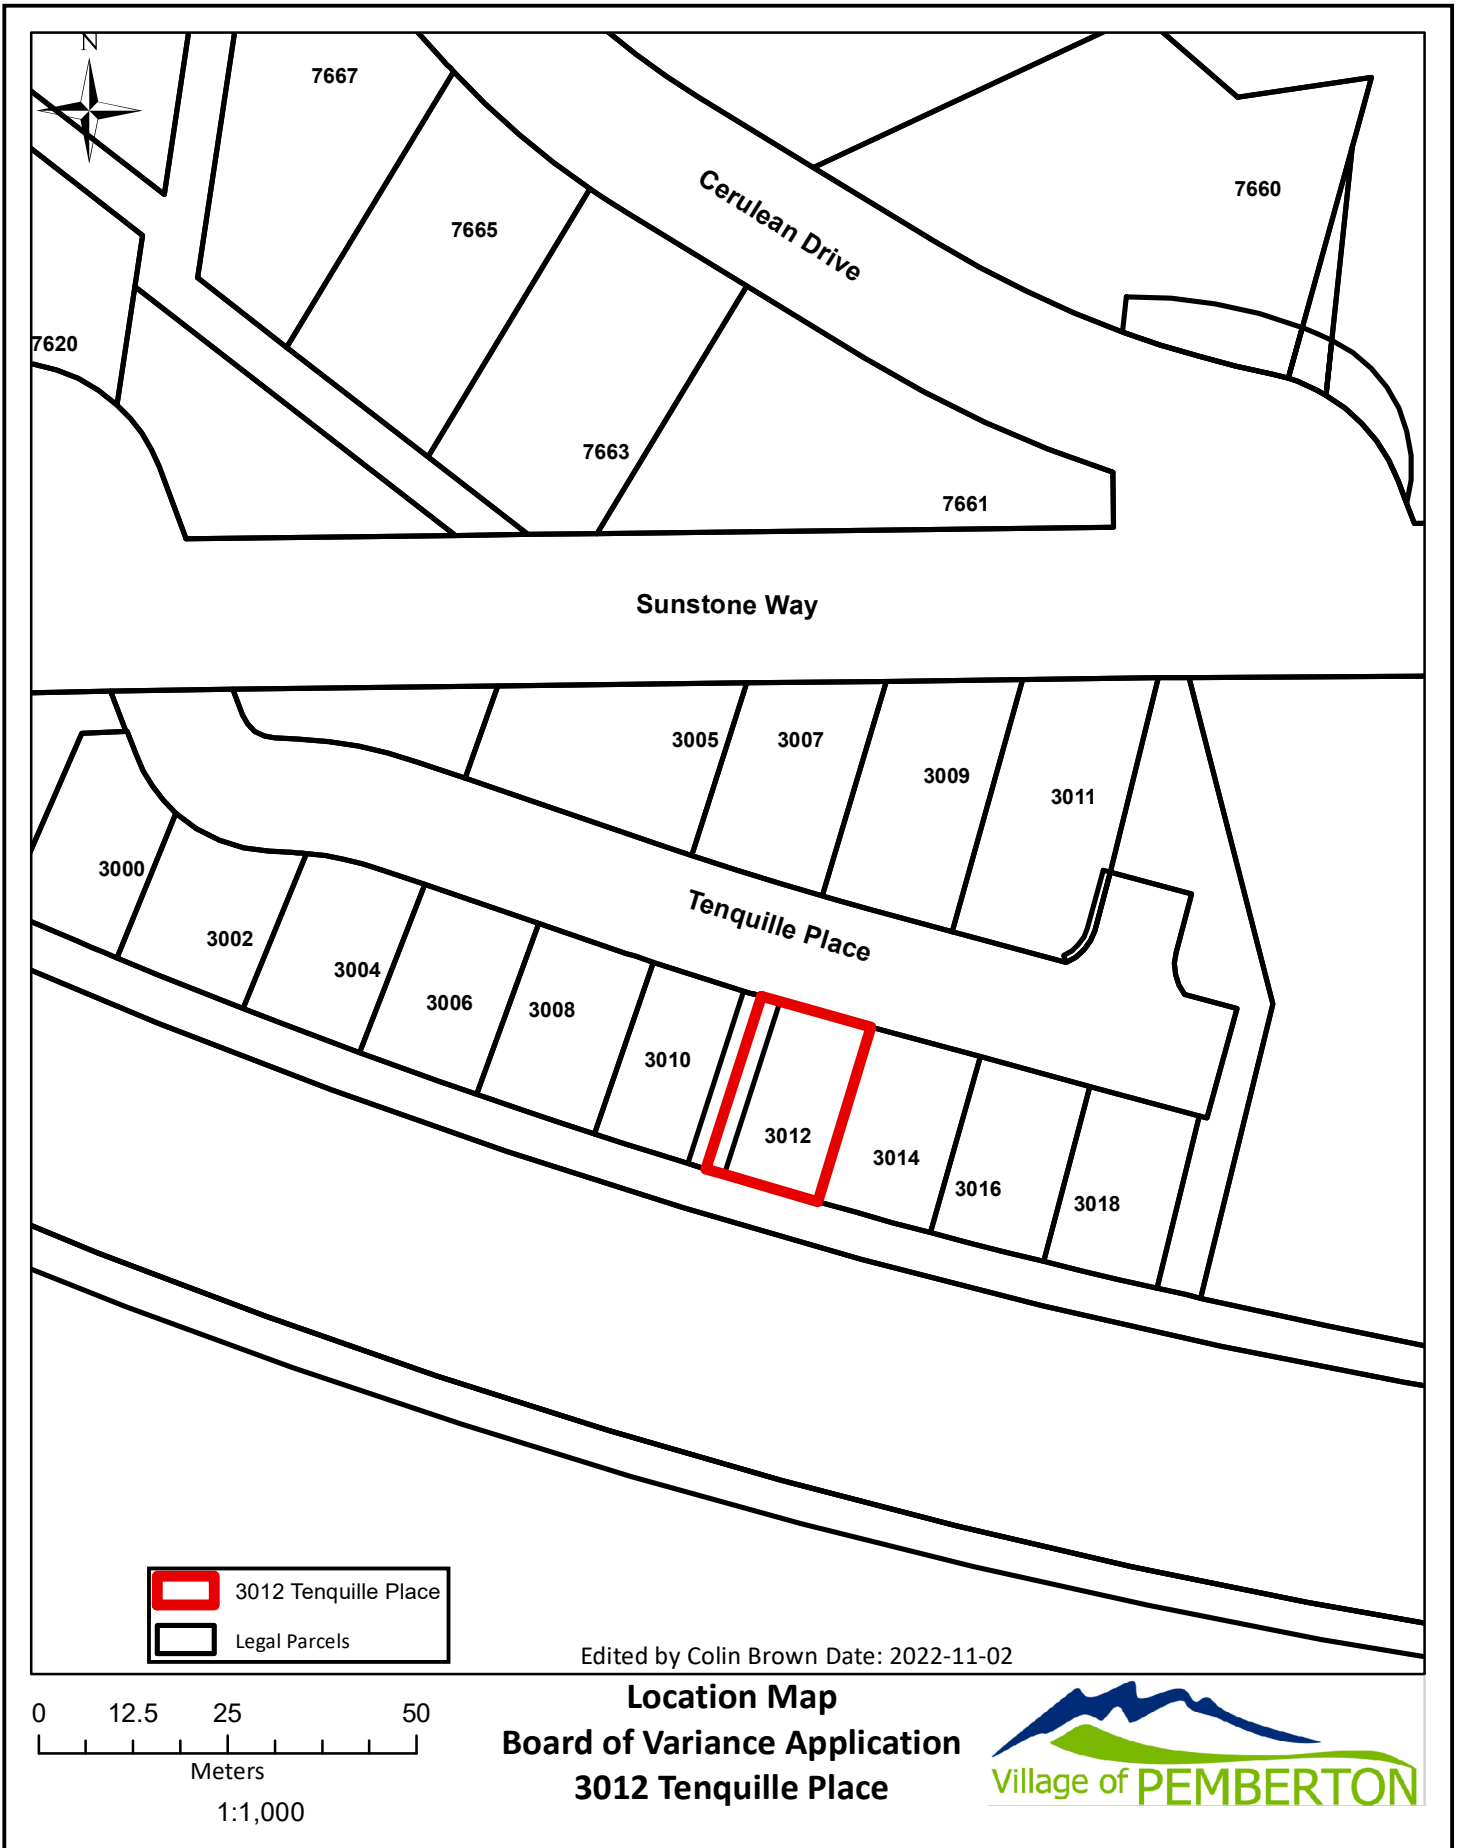 N
7667
Cerulean Drive
7660
7665
7620
7663
7661
Sunstone Way
3005
3007
3009
3011
3000
Tenquille Place
3002
3004
3006
3008
3010
3012
3014
3016
3018
3012 Tenquille Place
Legal Parcels
Edited by Colin Brown Date: 2022-11-02
0 12.5 25 50
Meters
1:1,000
Location Map
Board of Variance Application
3012 Tenquille Place
Village of PEMBERTON